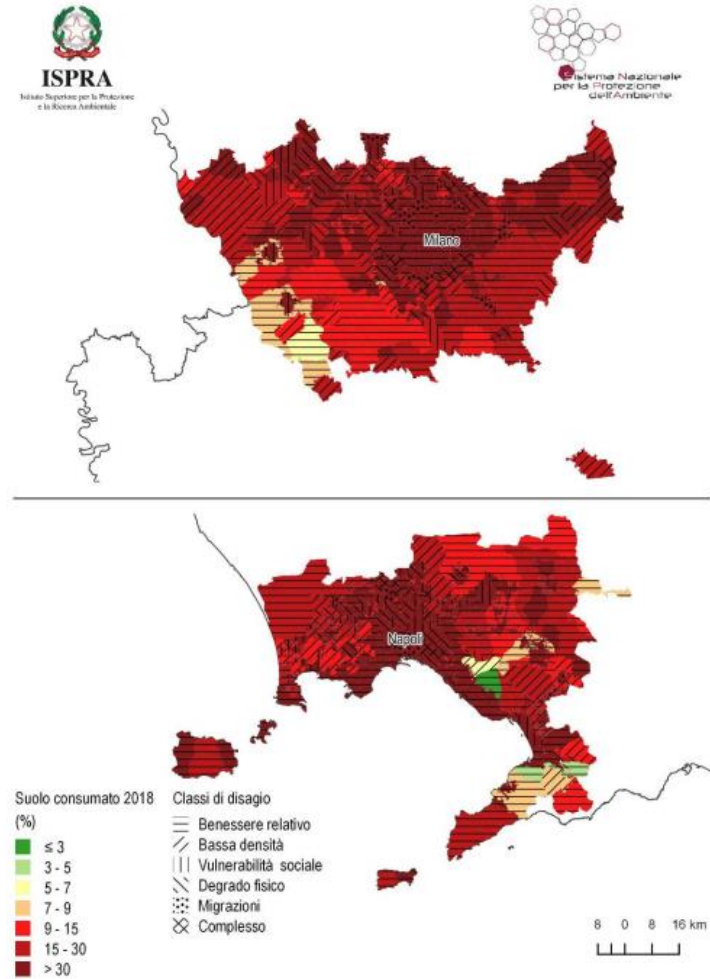 ISPRA
Istituto Superiore per la Protezione
e la Ricerca Ambientale
Sistema Nazionale
per la Protezione
dell'Ambiente
Milano
Napoli
Suolo consumato 2018
(%)
≤ 3
3 - 5
5 - 7
7 - 9
9 - 15
15 - 30
> 30
Classi di disagio
Benessere relativo
Bassa densità
Vulnerabilità sociale
Degrado fisico
Migrazioni
Complesso
8 0 8 16 km